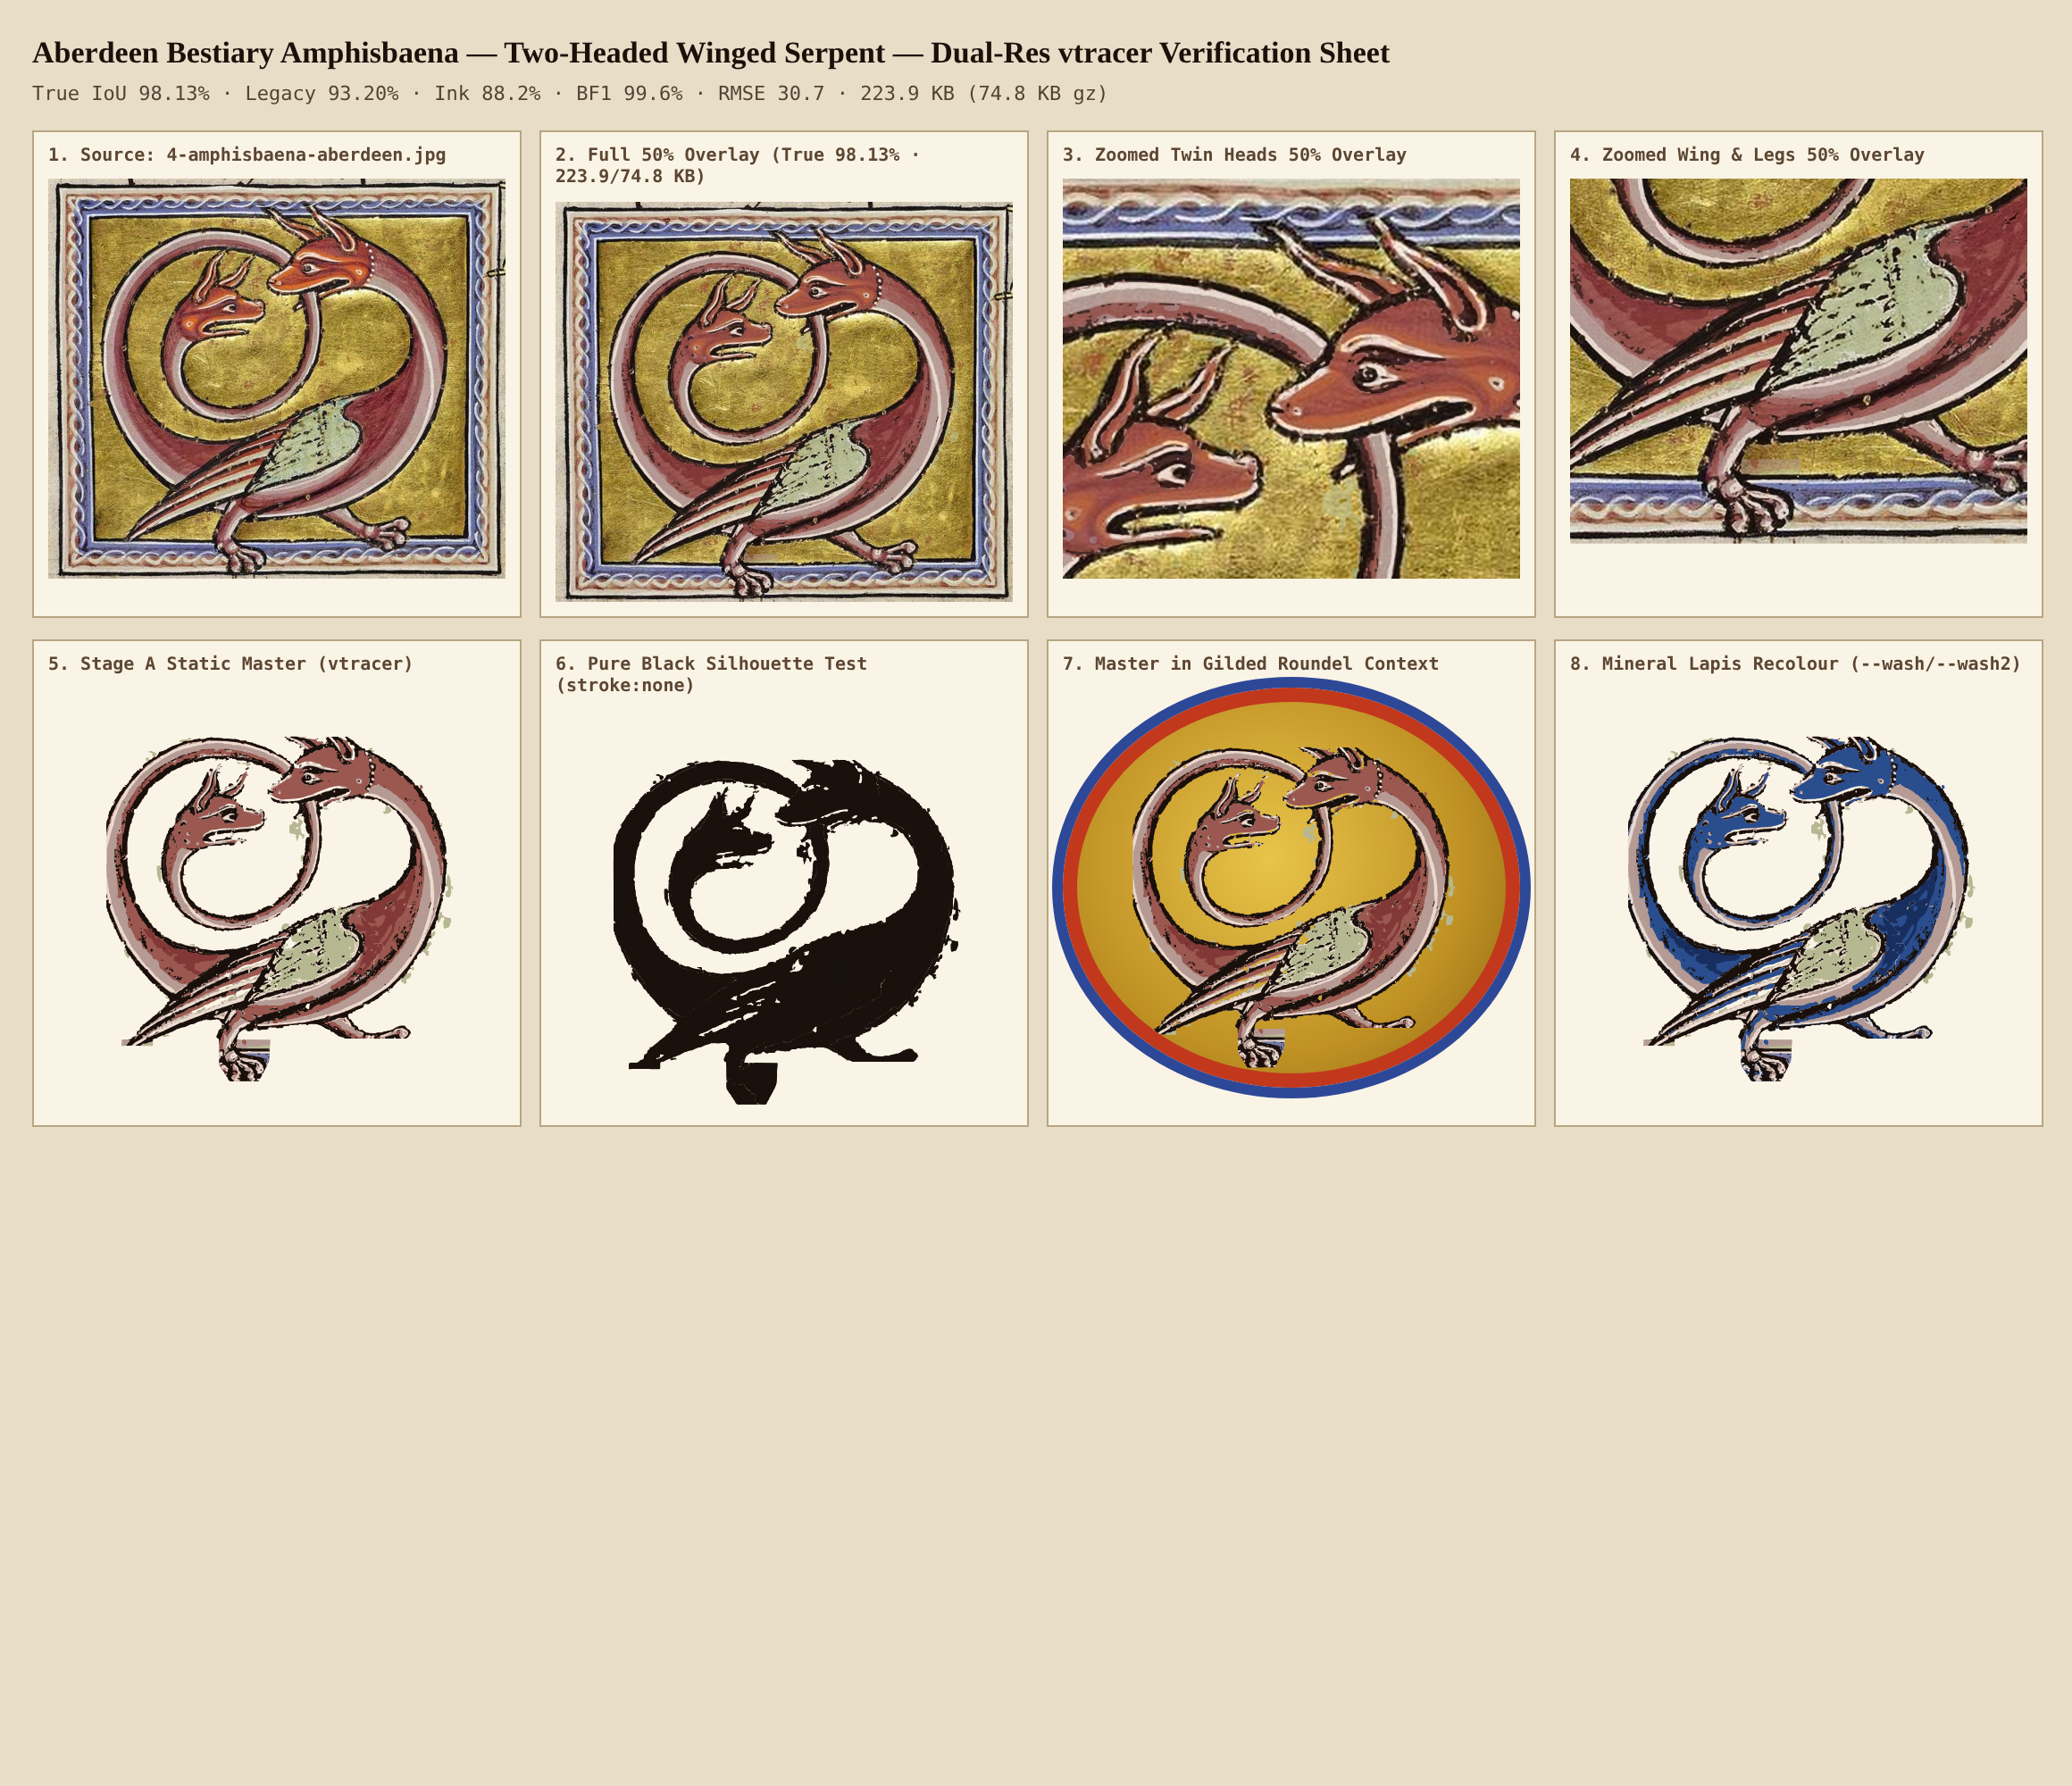 Aberdeen Bestiary Amphisbaena — Two-Headed Winged Serpent — Dual-Res vtracer Verification Sheet
True IoU 98.13% · Legacy 93.20% · Ink 88.2% · BF1 99.6% · RMSE 30.7 · 223.9 KB (74.8 KB gz)
1. Source: 4-amphisbaena-aberdeen.jpg
2. Full 50% Overlay (True 98.13% ·
223.9/74.8 KB)
3. Zoomed Twin Heads 50% Overlay
4. Zoomed Wing & Legs 50% Overlay
5. Stage A Static Master (vtracer)
6. Pure Black Silhouette Test
(stroke:none)
7. Master in Gilded Roundel Context
8. Mineral Lapis Recolour (--wash/--wash2)